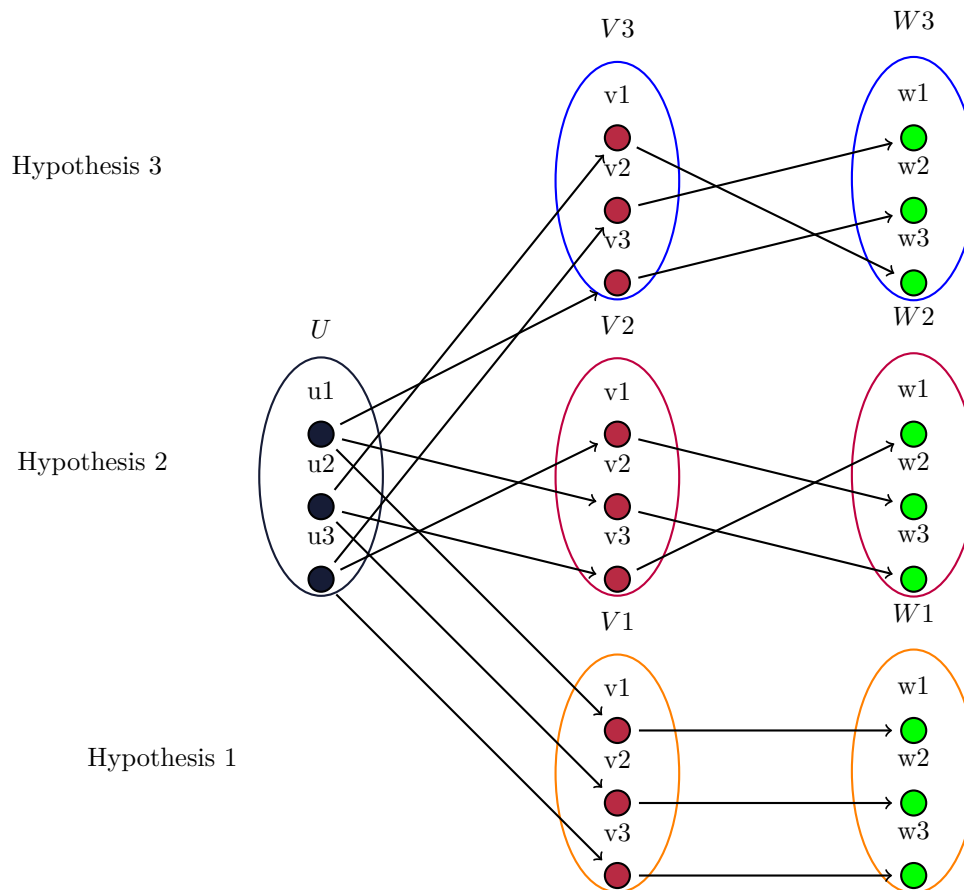 V3
W3
v1
w1
Hypothesis 3
v2
w2
v3
w3
U
V2
W2
u1
v1
w1
Hypothesis 2
u2
v2
w2
u3
v3
w3
V1
W1
v1
w1
Hypothesis 1
v2
w2
v3
w3